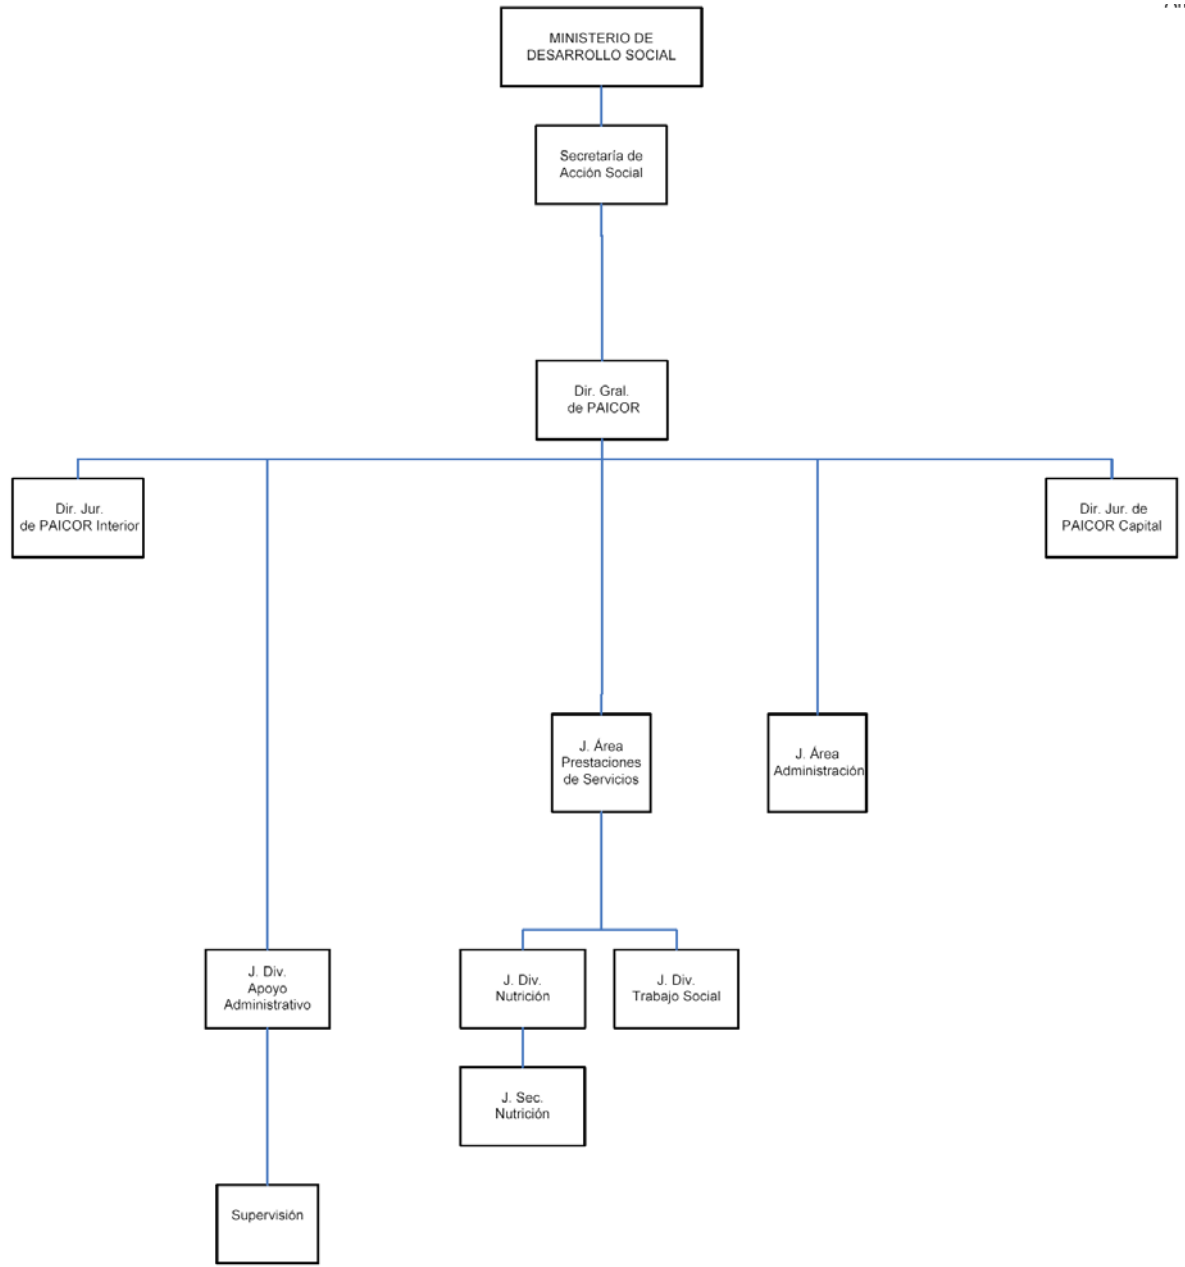 MINISTERIO DE
DESARROLLO SOCIAL
Secretaría de
Acción Social
Dir. Gral.
de PAICOR
Dir. Jur.
de PAICOR Interior
Dir. Jur. de
PAICOR Capital
J. Área
Prestaciones
de Servicios
J. Área
Administración
J. Div.
Apoyo
Administrativo
J. Div.
Nutrición
J. Div.
Trabajo Social
J. Sec.
Nutrición
Supervisión